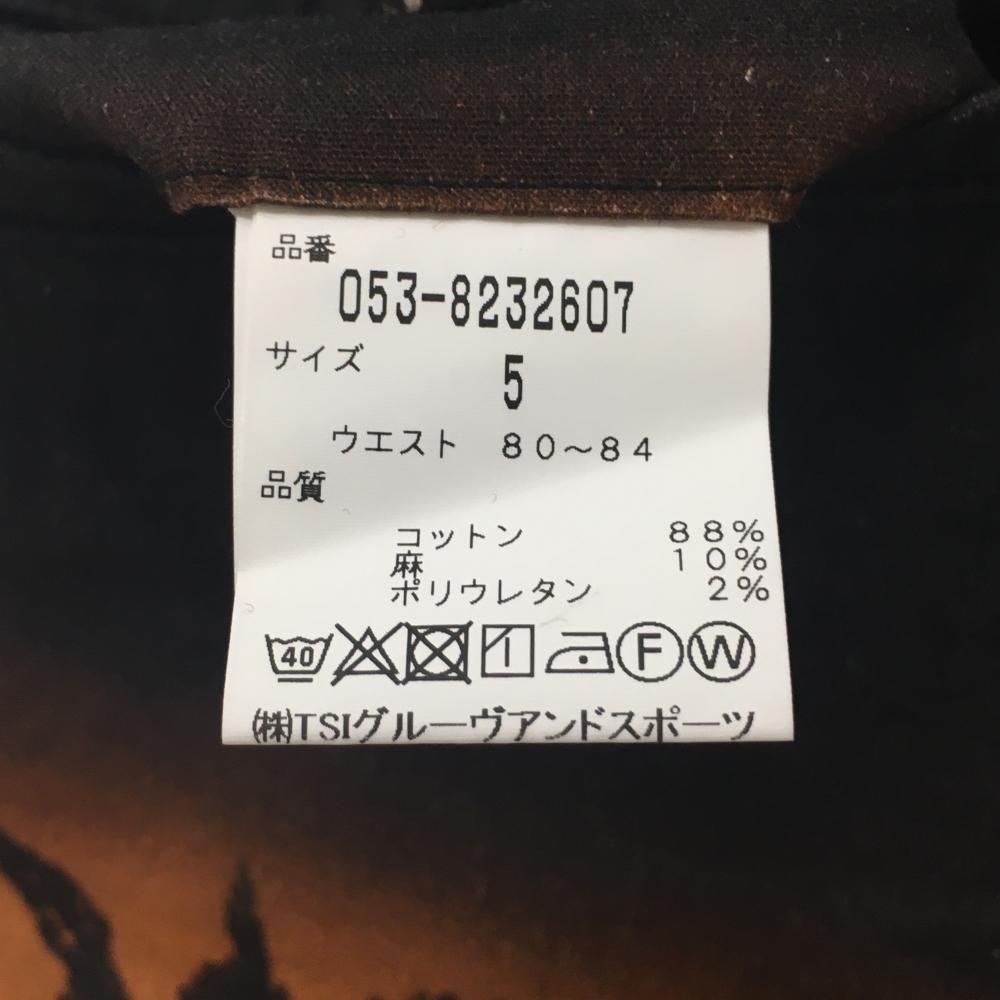 品番
053-8232607
サイズ
5
ウエスト 80～84
品質
コットン 88%
麻 10%
ポリウレタン 2%
40 F W
㈱TSIグルーヴアンドスポーツ